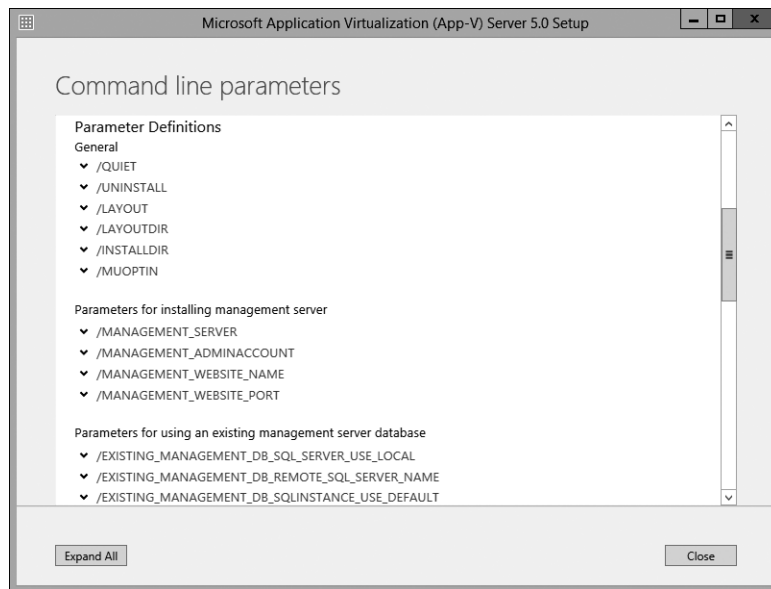 Microsoft Application Virtualization (App-V) Server 5.0 Setup
Command line parameters
Parameter Definitions
General
/QUIET
/UNINSTALL
/LAYOUT
/LAYOUTDIR
/INSTALLDIR
/MUOPTIN
Parameters for installing management server
/MANAGEMENT_SERVER
/MANAGEMENT_ADMINACCOUNT
/MANAGEMENT_WEBSITE_NAME
/MANAGEMENT_WEBSITE_PORT
Parameters for using an existing management server database
/EXISTING_MANAGEMENT_DB_SQL_SERVER_USE_LOCAL
/EXISTING_MANAGEMENT_DB_REMOTE_SQL_SERVER_NAME
/EXISTING_MANAGEMENT_DB_SQLINSTANCE_USE_DEFAULT
Expand All Close